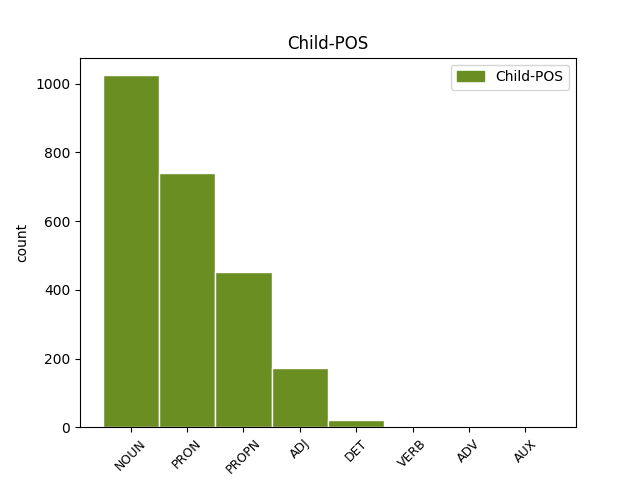 Child-POS
Child-POS
count
1000
800
600
400
200
0
NOUN
PRON
PROPN
ADJ
DET
VERB
ADV
AUX